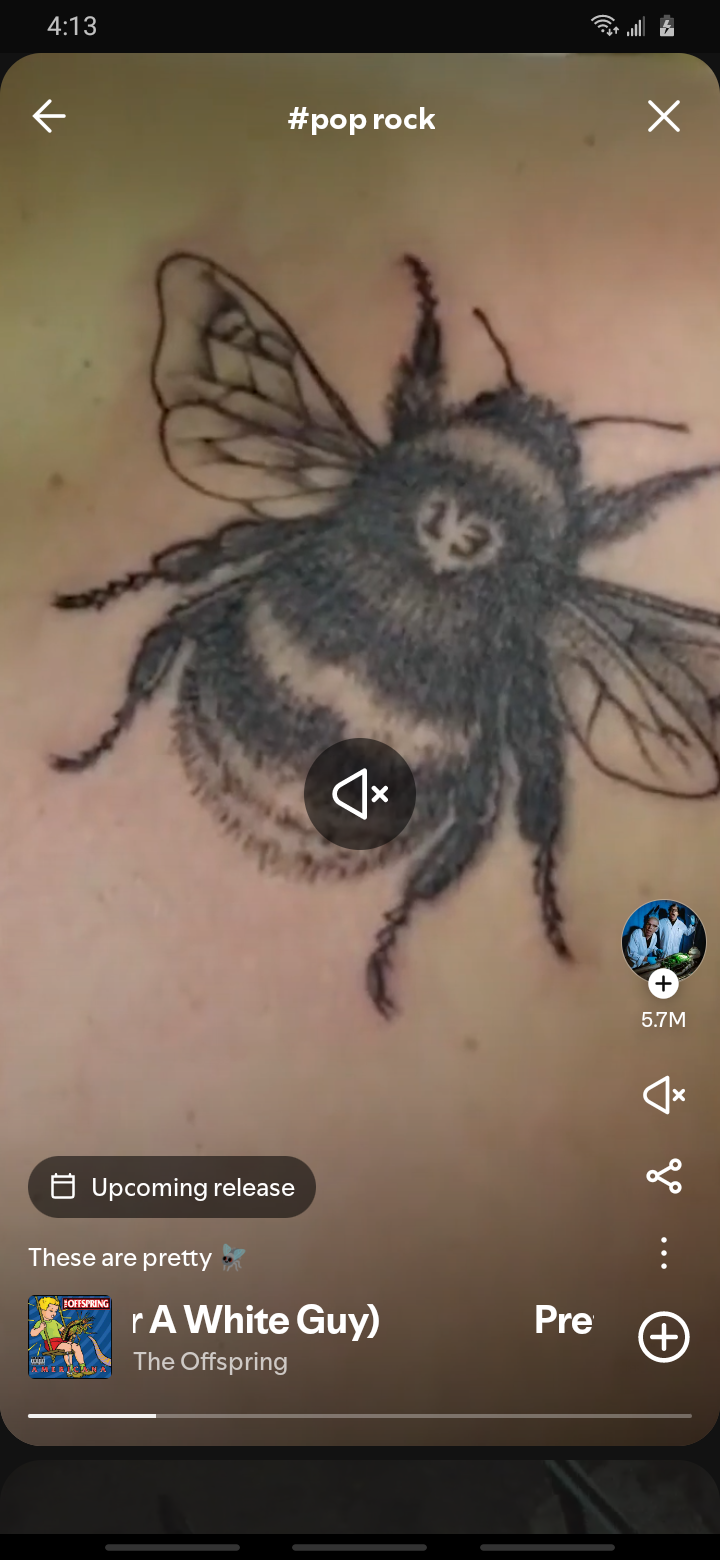 4:13
#pop rock
13
5.7M
Upcoming release
These are pretty
THE OFFSPRING
AMERICANA
r A White Guy) Pre
The Offspring